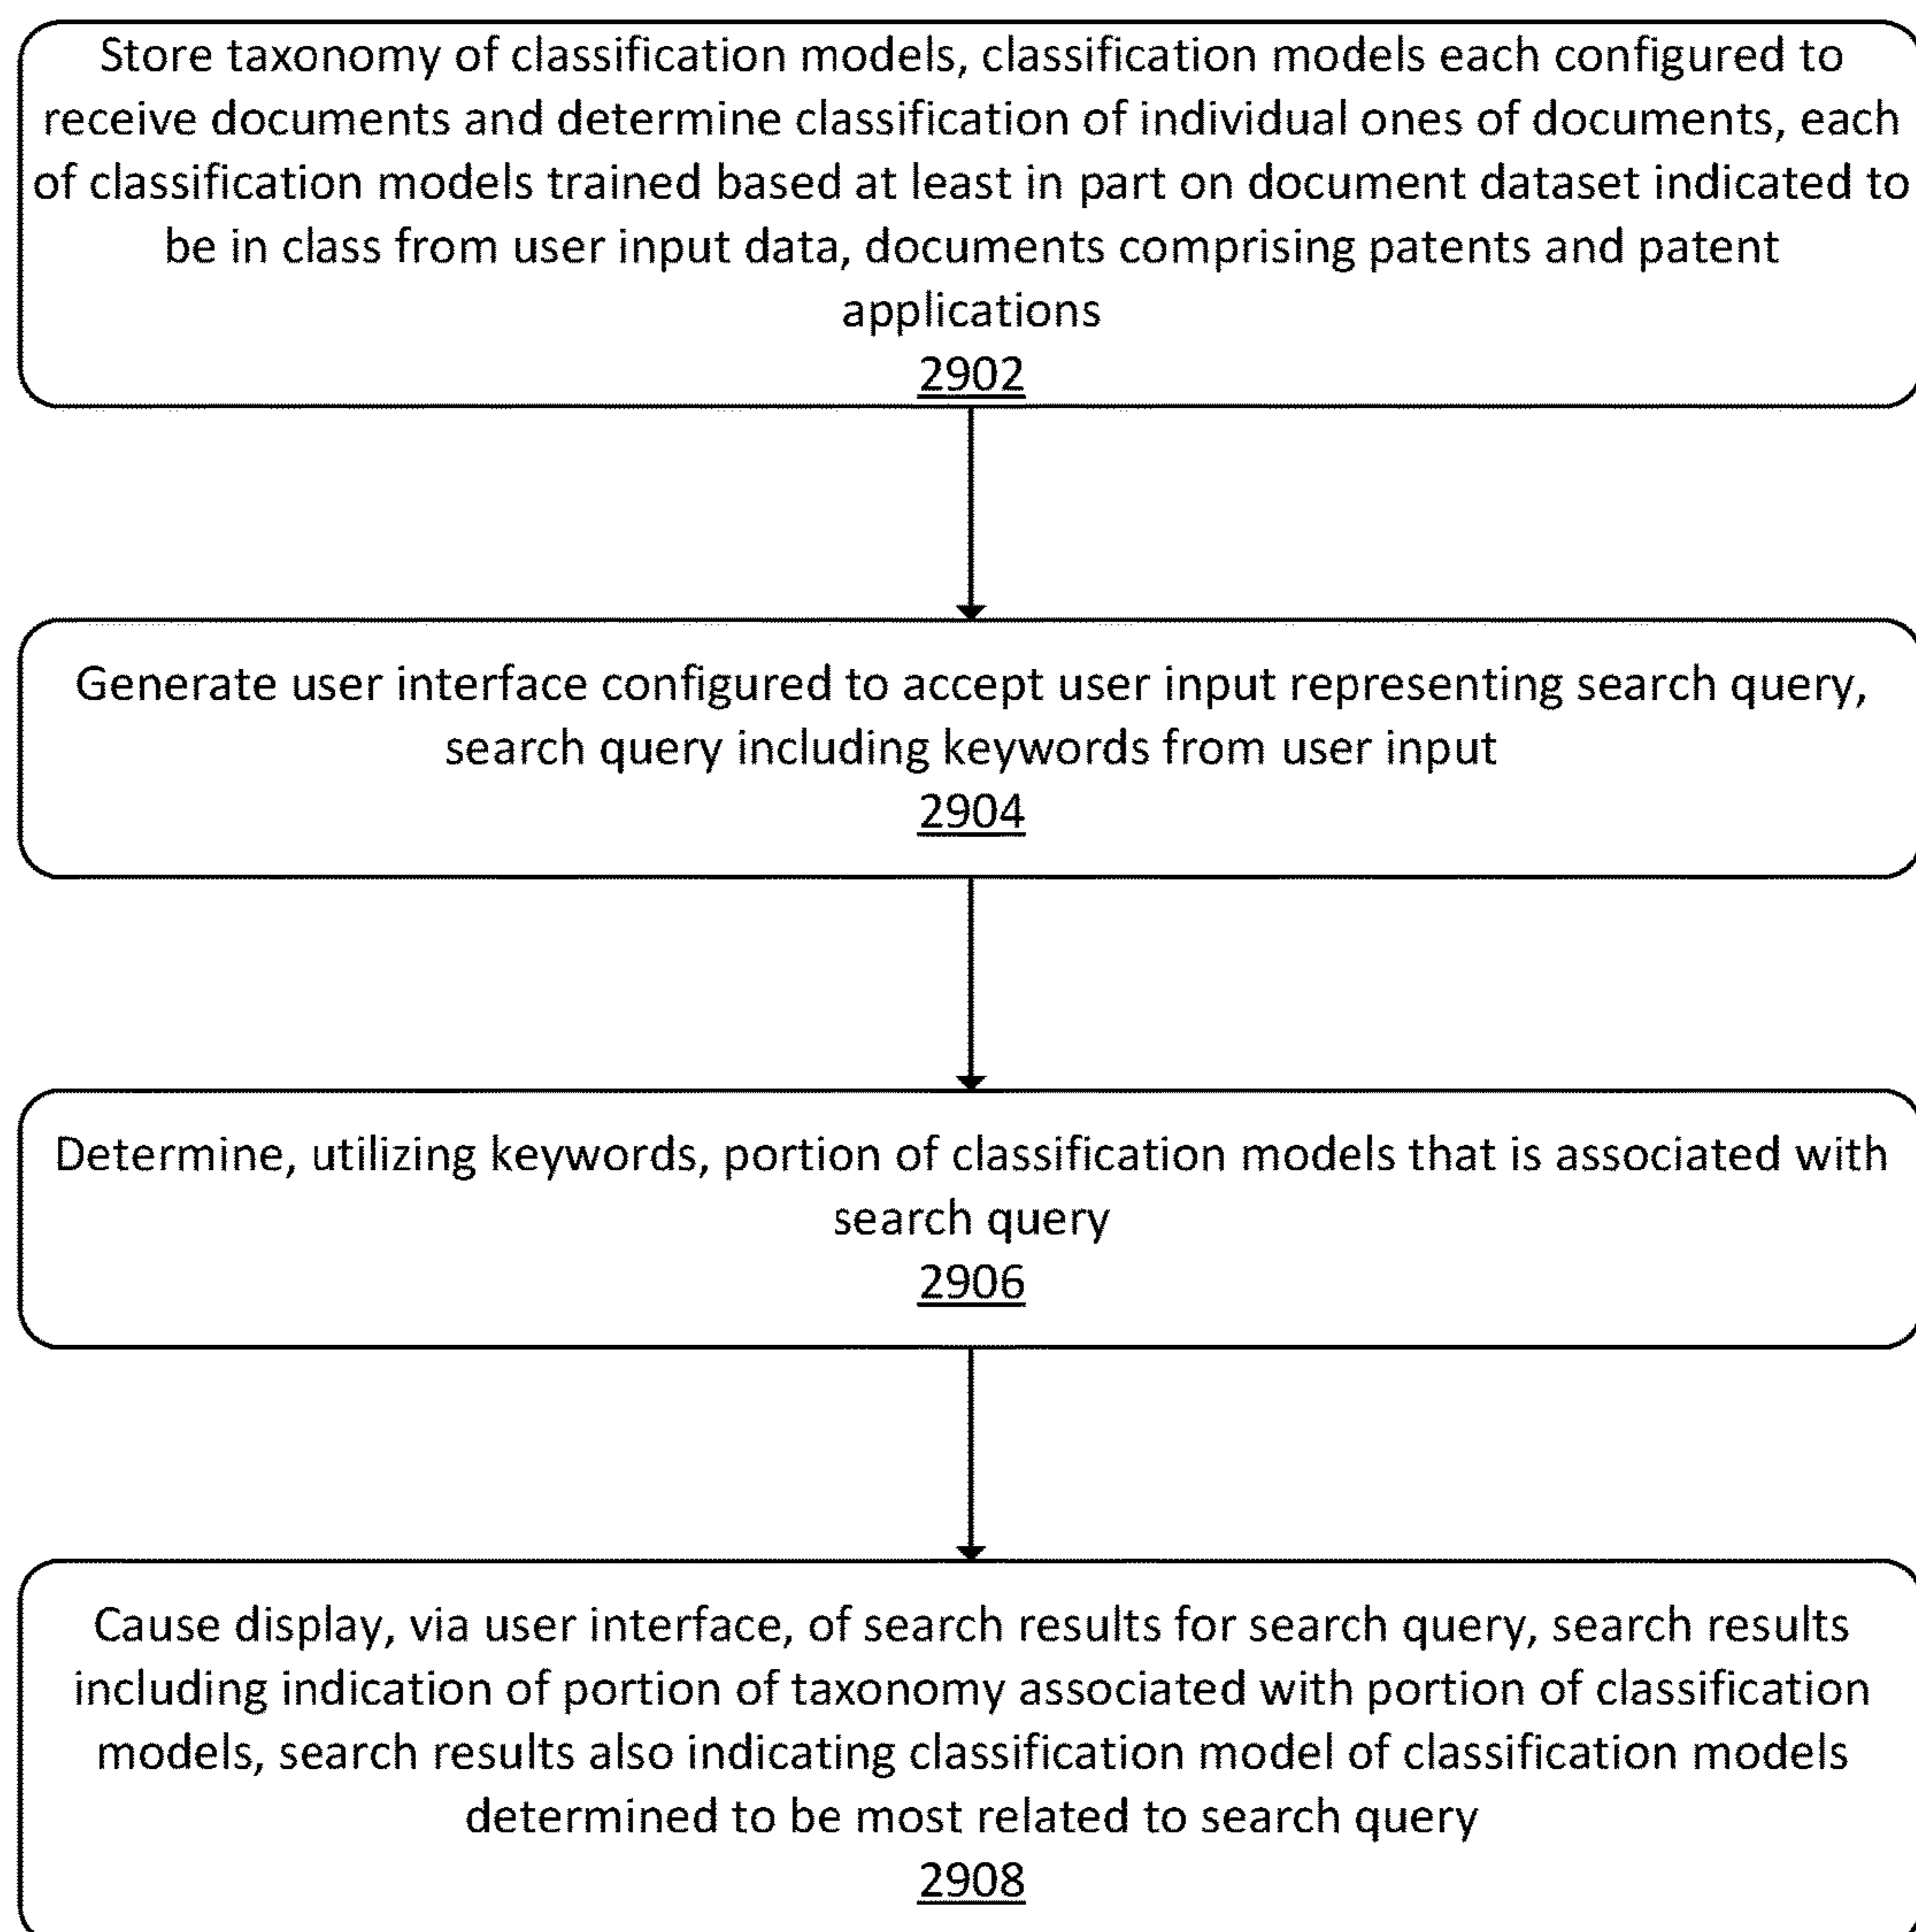 Store taxonomy of classification models, classification models each configured to
receive documents and determine classification of individual ones of documents, each
of classification models trained based at least in part on document dataset indicated to
be in class from user input data, documents comprising patents and patent
applications
2902
Generate user interface configured to accept user input representing search query,
search query including keywords from user input
2904
Determine, utilizing keywords, portion of classification models that is associated with
search query
2906
Cause display, via user interface, of search results for search query, search results
including indication of portion of taxonomy associated with portion of classification
models, search results also indicating classification model of classification models
determined to be most related to search query
2908